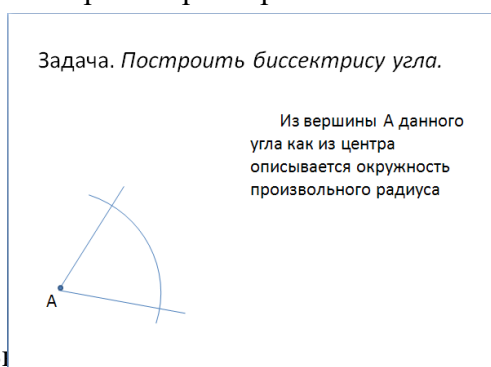 Задача. Построить биссектрису угла.
Из вершины А данного
угла как из центра
описывается окружность
произвольного радиуса
А